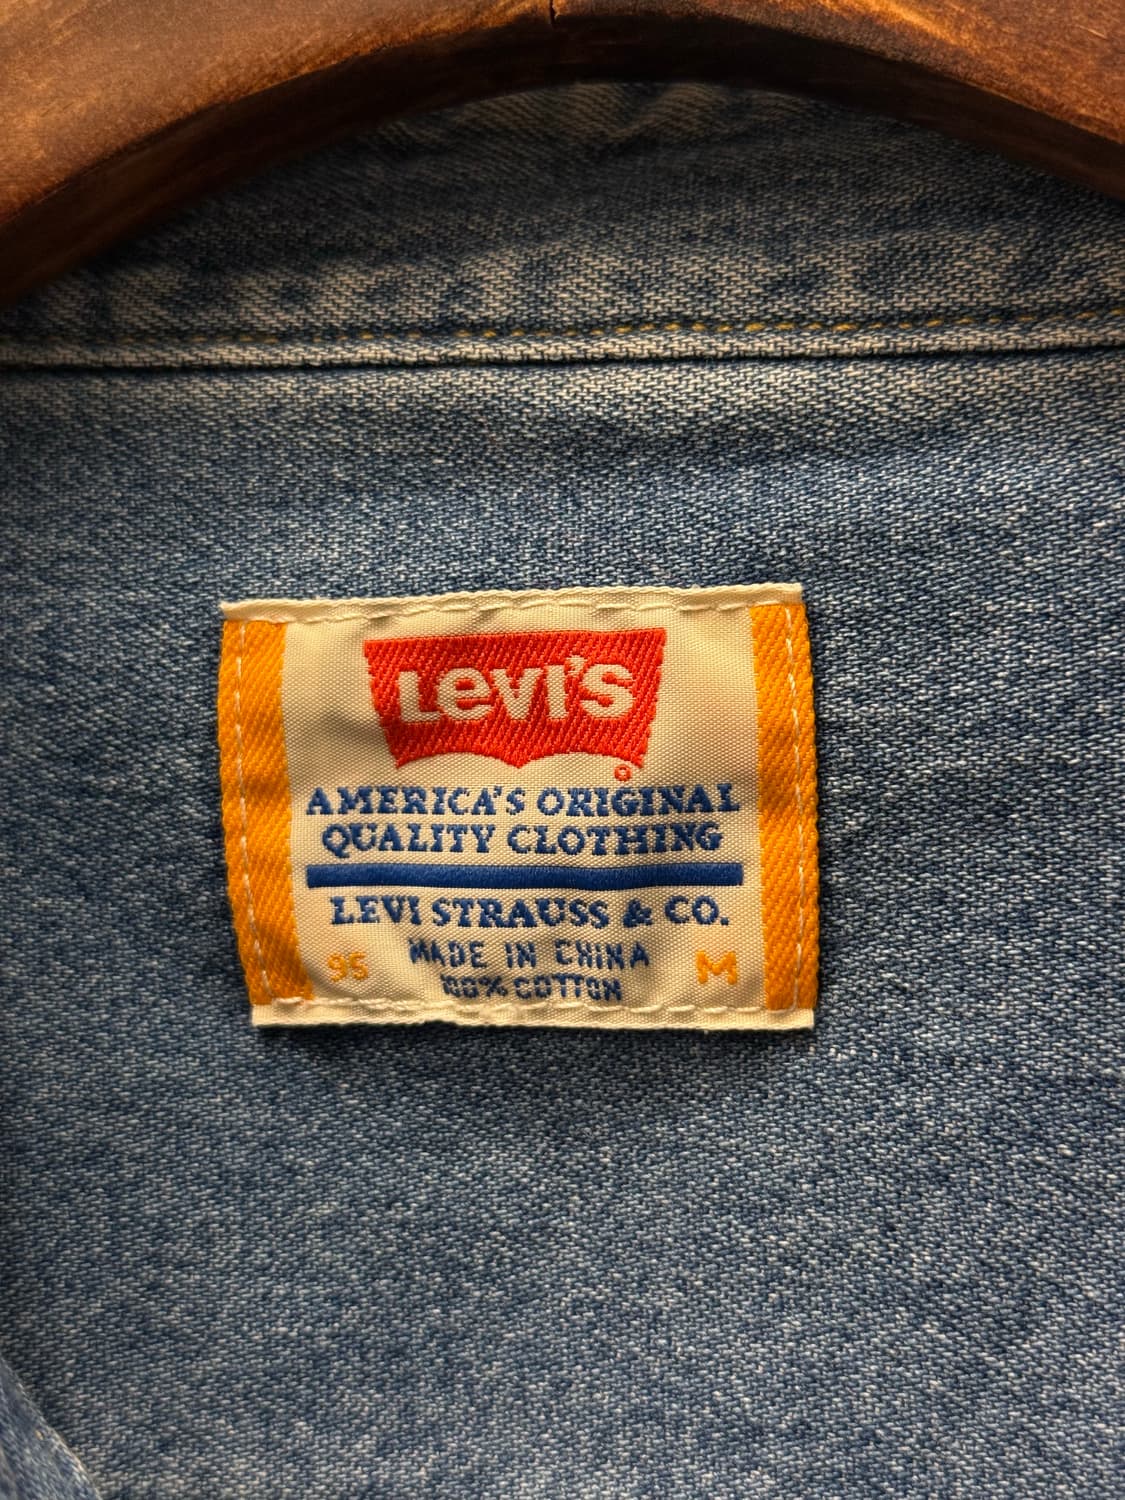 LEVI'S
®
AMERICA'S ORIGINAL
QUALITY CLOTHING
LEVI STRAUSS & CO.
MADE IN CHINA
95 M
100% COTTON